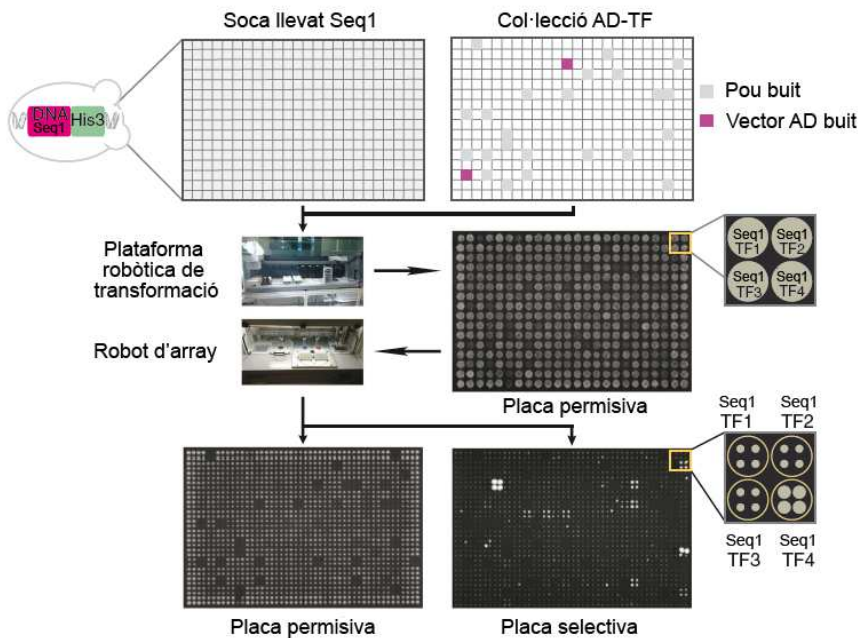 Soca llevat Seq1
Col·lecció AD-TF
DNA
Seq1
His3
Pou buit
Vector AD buit
Plataforma
robòtica de
transformació
Seq1
TF1
Seq1
TF2
Seq1
TF3
Seq1
TF4
Robot d'array
Placa permisiva
Seq1
TF1
Seq1
TF2
Seq1
TF3
Seq1
TF4
Placa permisiva
Placa selectiva